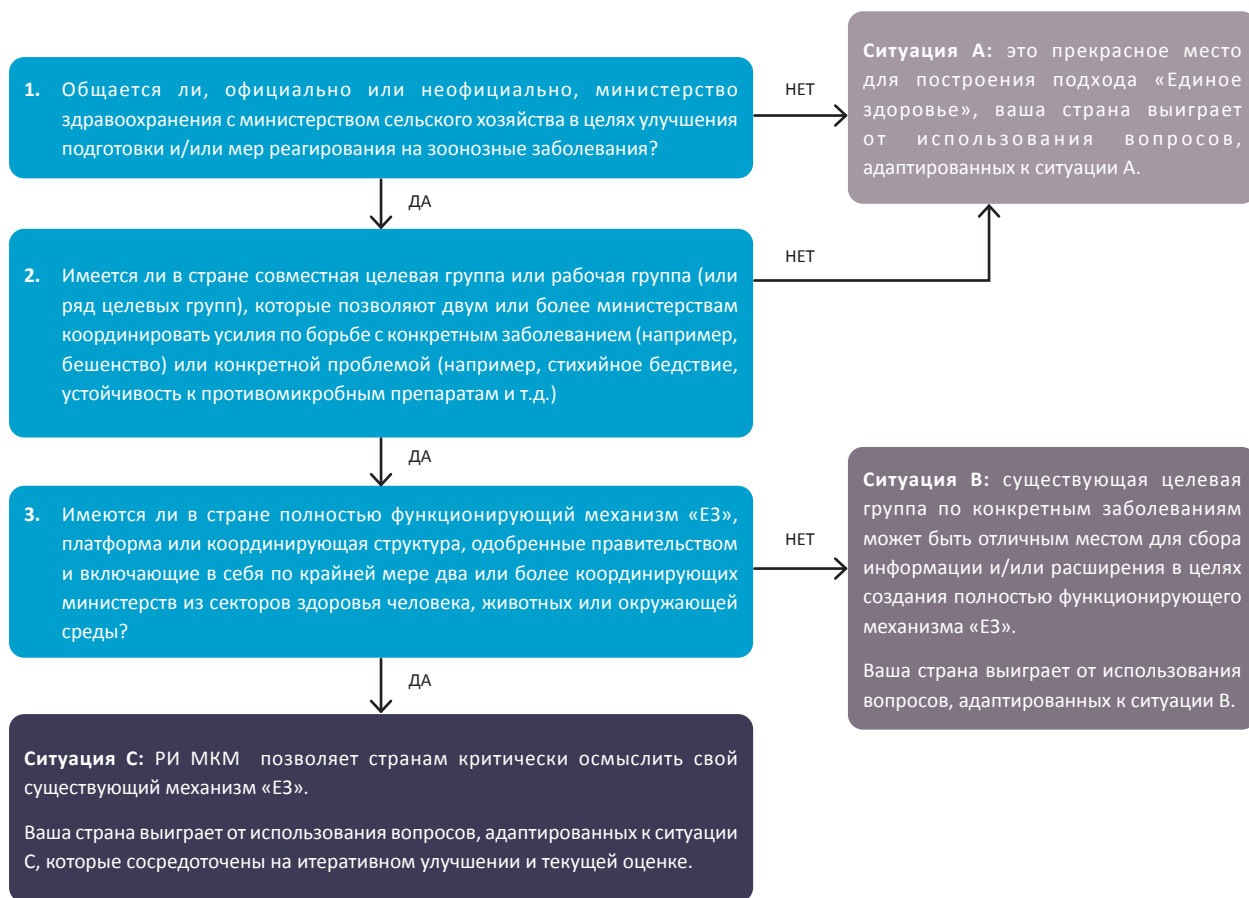 1. Общается ли, официально или неофициально, министерство
здравоохранения с министерством сельского хозяйства в целях улучшения
подготовки и/или мер реагирования на зоонозные заболевания?
НЕТ
Ситуация A: это прекрасное место
для построения подхода «Единое
здоровье», ваша страна выиграет
от использования вопросов,
адаптированных к ситуации A.
ДА
2. Имеется ли в стране совместная целевая группа или рабочая группа (или
ряд целевых групп), которые позволяют двум или более министерствам
координировать усилия по борьбе с конкретным заболеванием (например,
бешенство) или конкретной проблемой (например, стихийное бедствие,
устойчивость к противомикробным препаратам и т.д.)
НЕТ
ДА
3. Имеются ли в стране полностью функционирующий механизм «ЕЗ»,
платформа или координирующая структура, одобренные правительством
и включающие в себя по крайней мере два или более координирующих
министерств из секторов здоровья человека, животных или окружающей
среды?
НЕТ
Ситуация B: существующая целевая
группа по конкретным заболеваниям
может быть отличным местом для сбора
информации и/или расширения в целях
создания полностью функционирующего
механизма «ЕЗ».
Ваша страна выиграет от использования
вопросов, адаптированных к ситуации B.
ДА
Ситуация C: РИ МКМ позволяет странам критически осмыслить свой
существующий механизм «ЕЗ».
Ваша страна выиграет от использования вопросов, адаптированных к ситуации
C, которые сосредоточены на итеративном улучшении и текущей оценке.